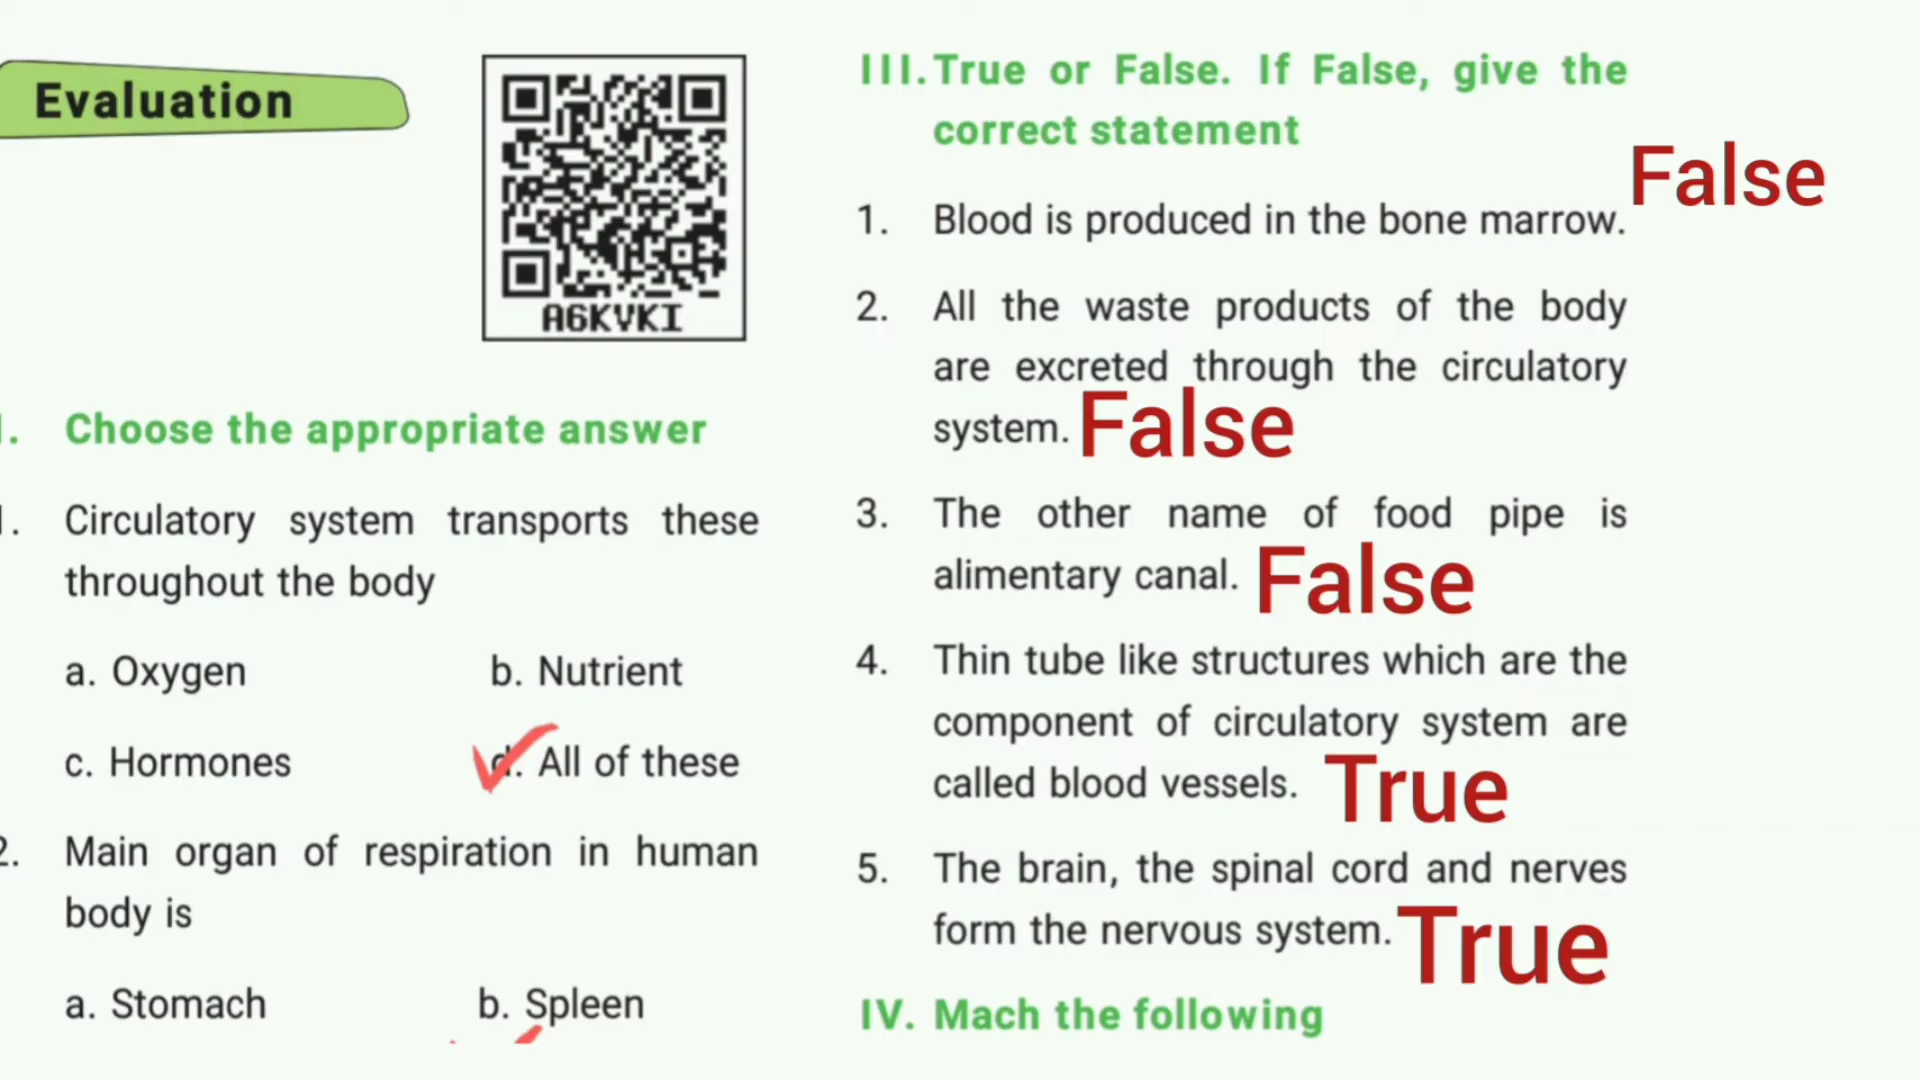 Evaluation
A6KVKI
I. Choose the appropriate answer
1. Circulatory system transports these
throughout the body
a. Oxygen b. Nutrient
c. Hormones d. All of these
2. Main organ of respiration in human
body is
a. Stomach b. Spleen
III. True or False. If False, give the
correct statement
False
1. Blood is produced in the bone marrow.
2. All the waste products of the body
are excreted through the circulatory
system. False
3. The other name of food pipe is
alimentary canal. False
4. Thin tube like structures which are the
component of circulatory system are
called blood vessels. True
5. The brain, the spinal cord and nerves
form the nervous system. True
IV. Mach the following